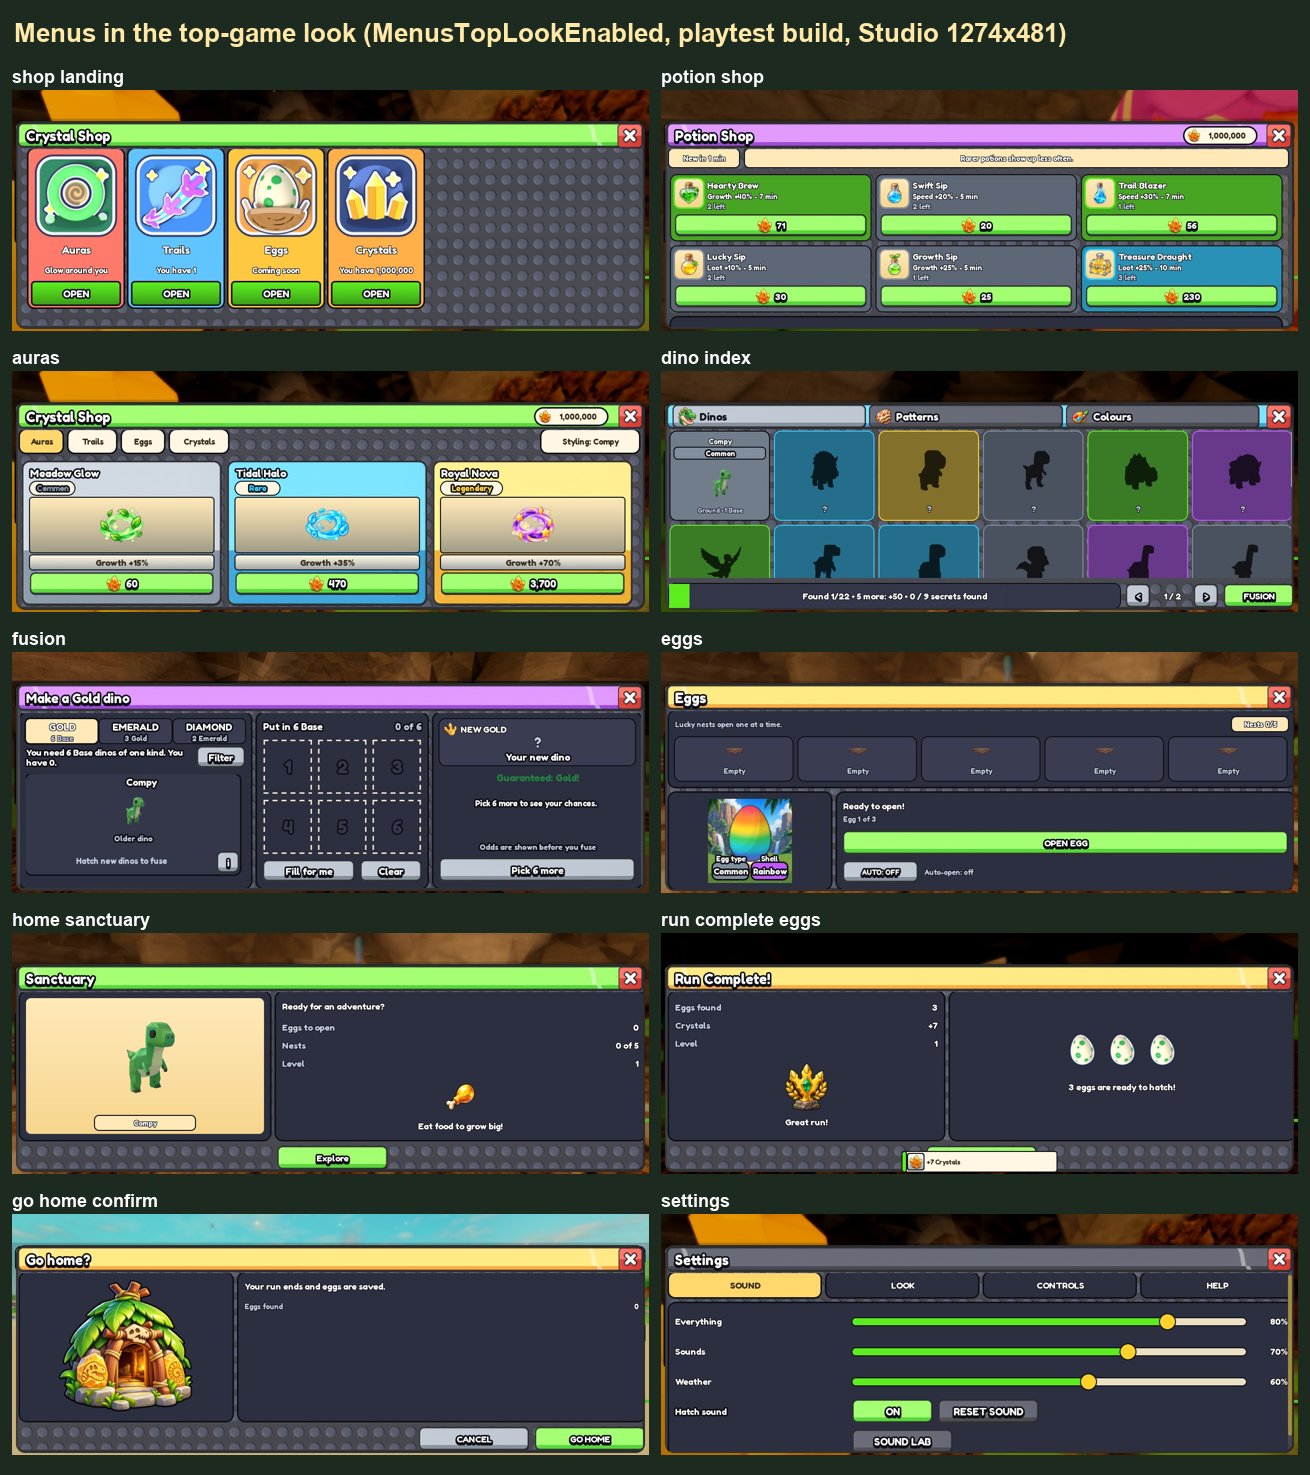 Menus in the top-game look (MenusTopLookEnabled, playtest build, Studio 1274x481)
shop landing
Crystal Shop
Auras
Glow around you
OPEN
Trails
You have 1
OPEN
Eggs
Coming soon
OPEN
Crystals
You have 1,000,000
OPEN
potion shop
Potion Shop
1,000,000
New in 1 min
Rarer potions show up less often.
Hearty Brew
Growth +40% - 7 min
2 left
71
Swift Sip
Speed +20% - 5 min
2 left
20
Trail Blazer
Speed +30% - 7 min
1 left
56
Lucky Sip
Loot +10% - 5 min
2 left
30
Growth Sip
Growth +25% - 5 min
1 left
25
Treasure Draught
Loot +25% - 10 min
3 left
230
auras
Crystal Shop
1,000,000
Auras
Trails
Eggs
Crystals
Styling: Compy
Meadow Glow
Common
Growth +15%
60
Tidal Halo
Rare
Growth +35%
470
Royal Nova
Legendary
Growth +70%
3,700
dino index
Dinos
Patterns
Colours
Compy
Common
Ground • 1 Base
?
?
?
?
?
Found 1/22 • 5 more: +50 • 0 / 9 secrets found
1 / 2
FUSION
fusion
Make a Gold dino
GOLD
6 Base
EMERALD
3 Gold
DIAMOND
2 Emerald
You need 6 Base dinos of one kind. You
have 0.
Filter
Compy
Older dino
Hatch new dinos to fuse
i
Put in 6 Base
0 of 6
1
2
3
4
5
6
Fill for me
Clear
NEW GOLD
?
Your new dino
Guaranteed: Gold!
Pick 6 more to see your chances.
Odds are shown before you fuse
Pick 6 more
eggs
Eggs
Lucky nests open one at a time.
Nests 0/5
Empty
Empty
Empty
Empty
Empty
Egg type
Common
Shell
Rainbow
Ready to open!
Egg 1 of 3
OPEN EGG
AUTO: OFF
Auto-open: off
home sanctuary
Sanctuary
Compy
Ready for an adventure?
Eggs to open
0
Nests
0 of 5
Level
1
Eat food to grow big!
Explore
run complete eggs
Run Complete!
Eggs found
3
Crystals
+7
Level
1
Great run!
3 eggs are ready to hatch!
+7 Crystals
go home confirm
Go home?
Your run ends and eggs are saved.
Eggs found
0
CANCEL
GO HOME
settings
Settings
SOUND
LOOK
CONTROLS
HELP
Everything
80%
Sounds
70%
Weather
60%
Hatch sound
ON
RESET SOUND
SOUND LAB